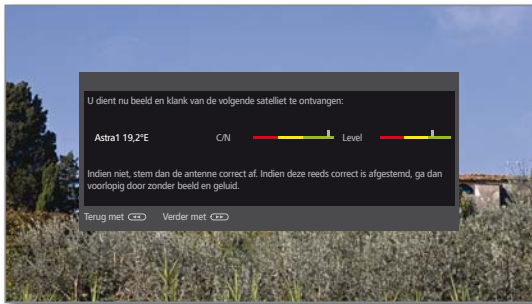 U dient nu beeld en klank van de volgende satelliet te ontvangen:
Astra1 19,2°E C/N Level
Indien niet, stem dan de antenne correct af. Indien deze reeds correct is afgestemd, ga dan
voorlopig door zonder beeld en geluid.
Terug met Verder met